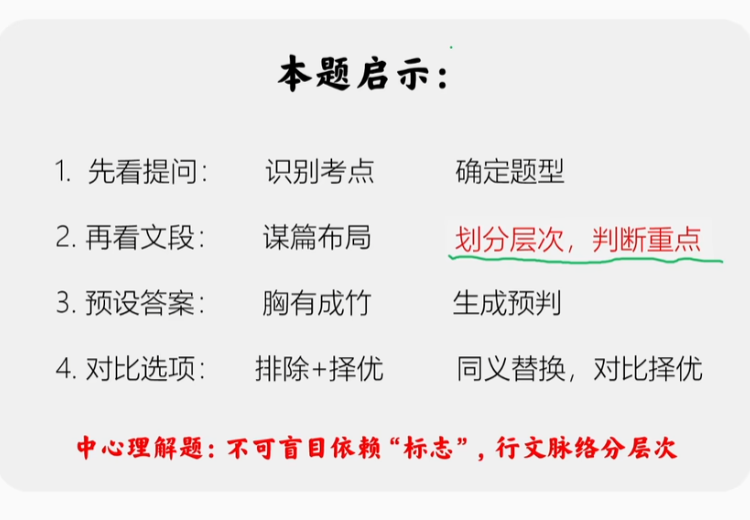 本题启示：
1. 先看提问： 识别考点 确定题型
2. 再看文段： 谋篇布局 划分层次，判断重点
3. 预设答案： 胸有成竹 生成预判
4. 对比选项： 排除+择优 同义替换，对比择优
中心理解题：不可盲目依赖“标志”，行文脉络分层次